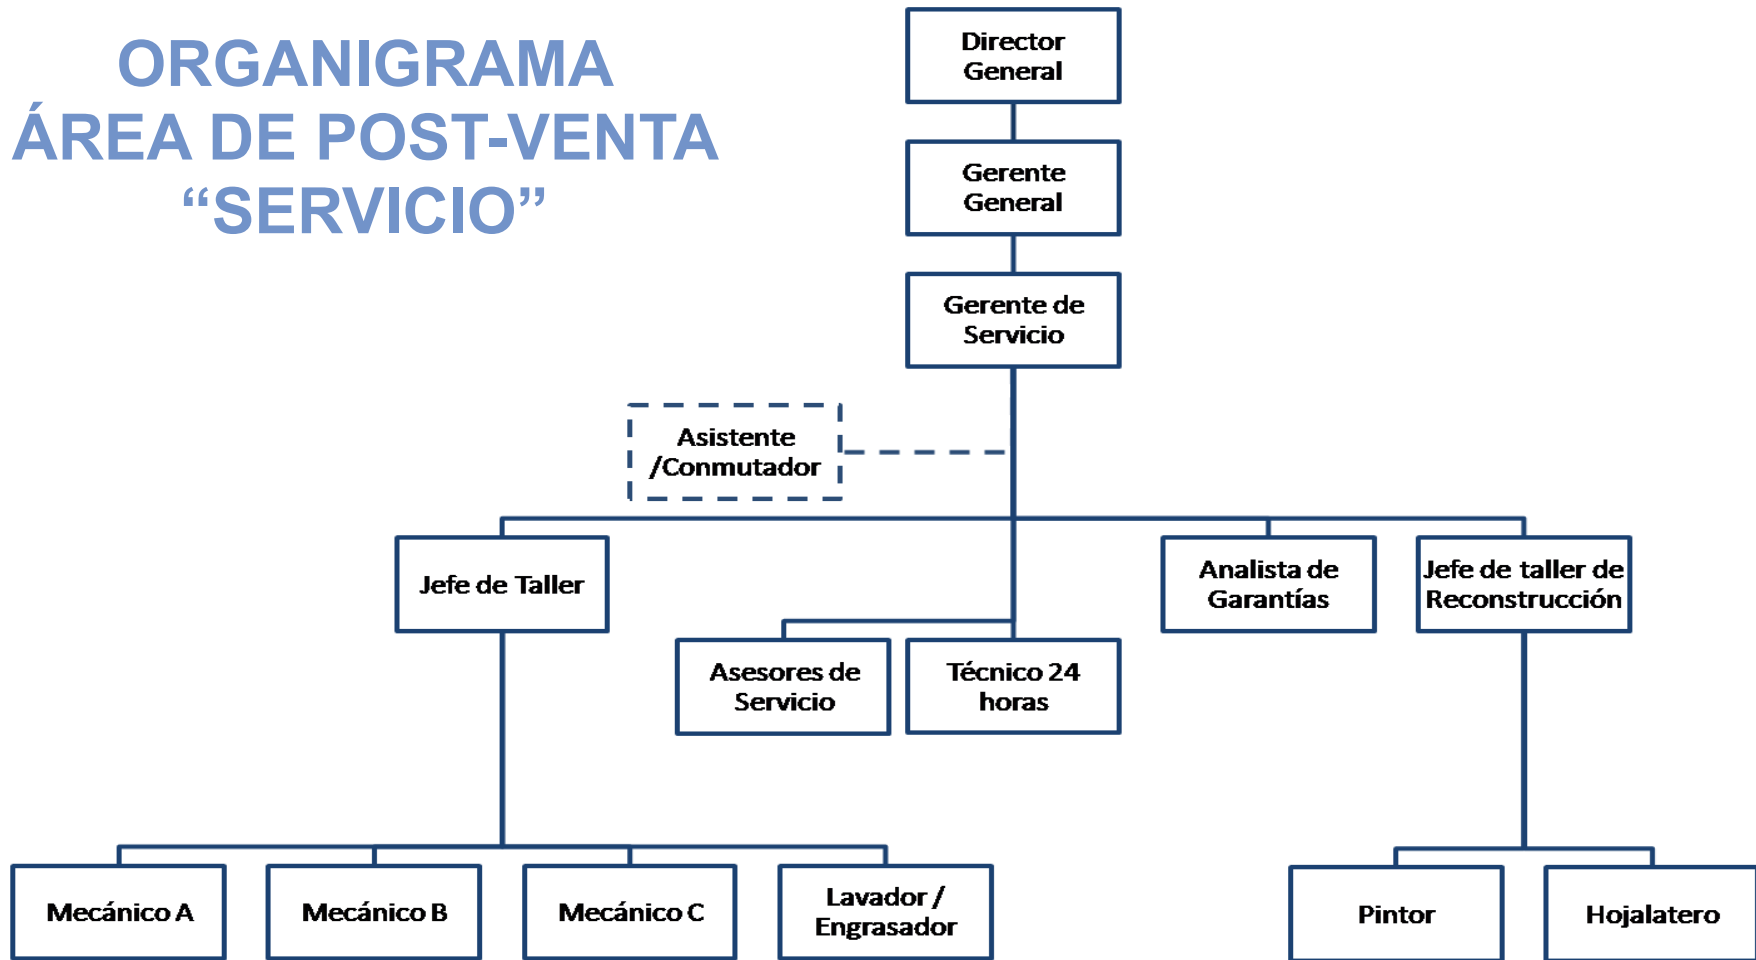 ORGANIGRAMA
ÁREA DE POST-VENTA
“SERVICIO”
Director
General
Gerente
General
Gerente de
Servicio
Asistente
/Conmutador
Jefe de Taller
Analista de
Garantías
Jefe de taller de
Reconstrucción
Asesores de
Servicio
Técnico 24
horas
Mecánico A
Mecánico B
Mecánico C
Lavador /
Engrasador
Pintor
Hojalatero